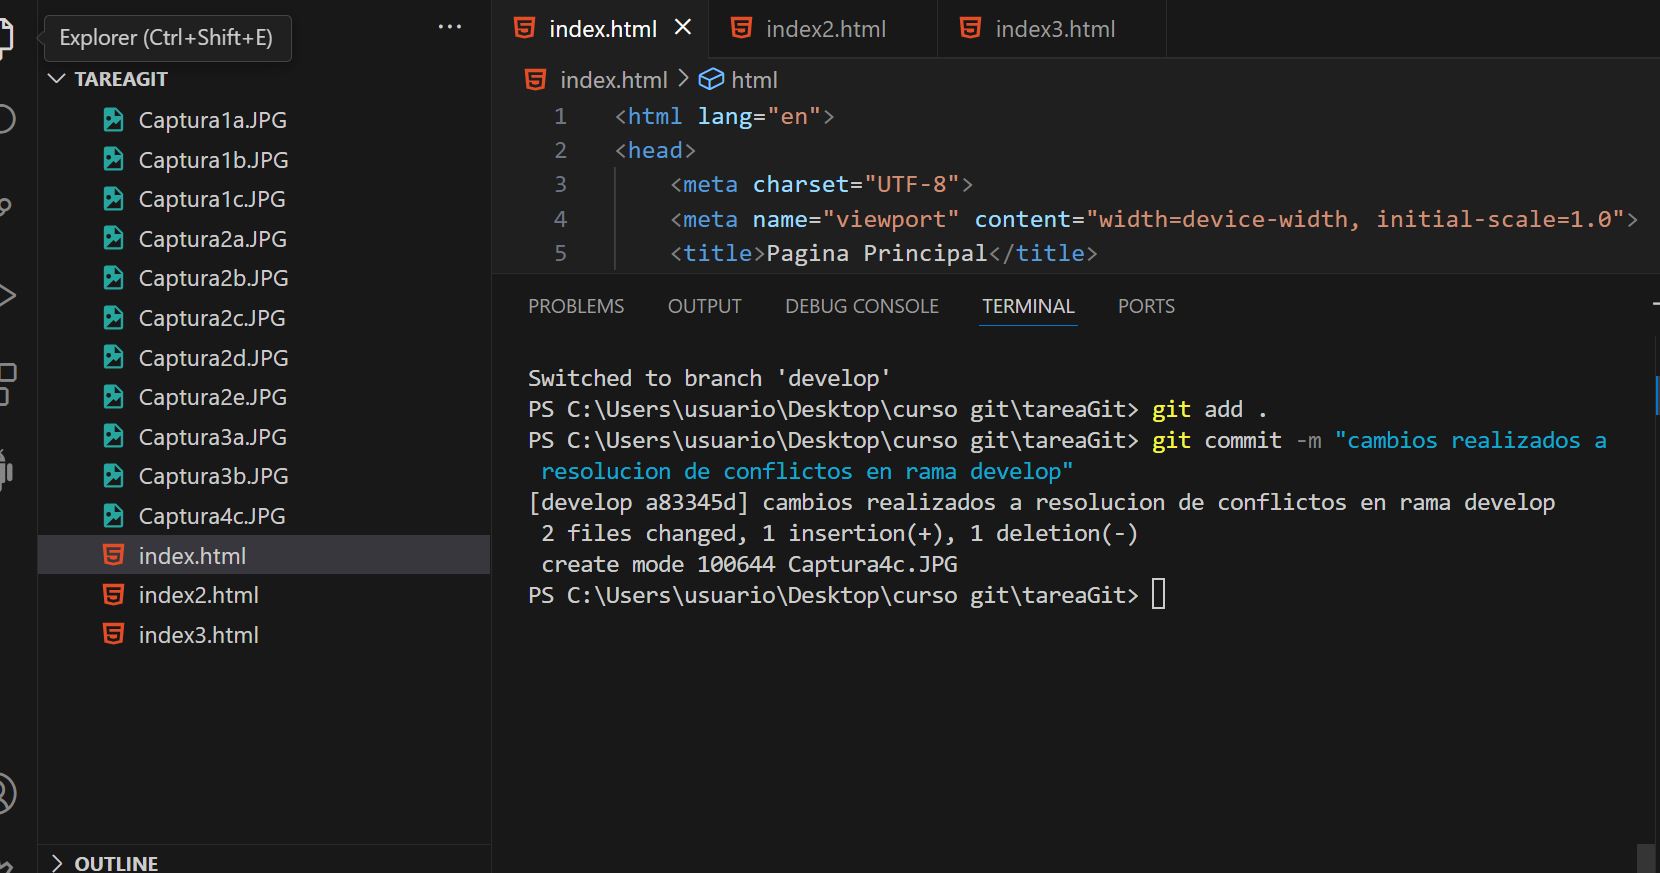 Explorer (Ctrl+Shift+E)
···
TAREAGIT
Captura1a.JPG
Captura1b.JPG
Captura1c.JPG
Captura2a.JPG
Captura2b.JPG
Captura2c.JPG
Captura2d.JPG
Captura2e.JPG
Captura3a.JPG
Captura3b.JPG
Captura4c.JPG
index.html
index2.html
index3.html
OUTLINE
index.html
index2.html
index3.html
index.html > html
1 <html lang="en">
2 <head>
3 <meta charset="UTF-8">
4 <meta name="viewport" content="width=device-width, initial-scale=1.0">
5 <title>Pagina Principal</title>
PROBLEMS OUTPUT DEBUG CONSOLE TERMINAL PORTS
Switched to branch 'develop'
PS C:\Users\usuario\Desktop\curso git\tareaGit> git add .
PS C:\Users\usuario\Desktop\curso git\tareaGit> git commit -m "cambios realizados a
resolucion de conflictos en rama develop"
[develop a83345d] cambios realizados a resolucion de conflictos en rama develop
2 files changed, 1 insertion(+), 1 deletion(-)
create mode 100644 Captura4c.JPG
PS C:\Users\usuario\Desktop\curso git\tareaGit>